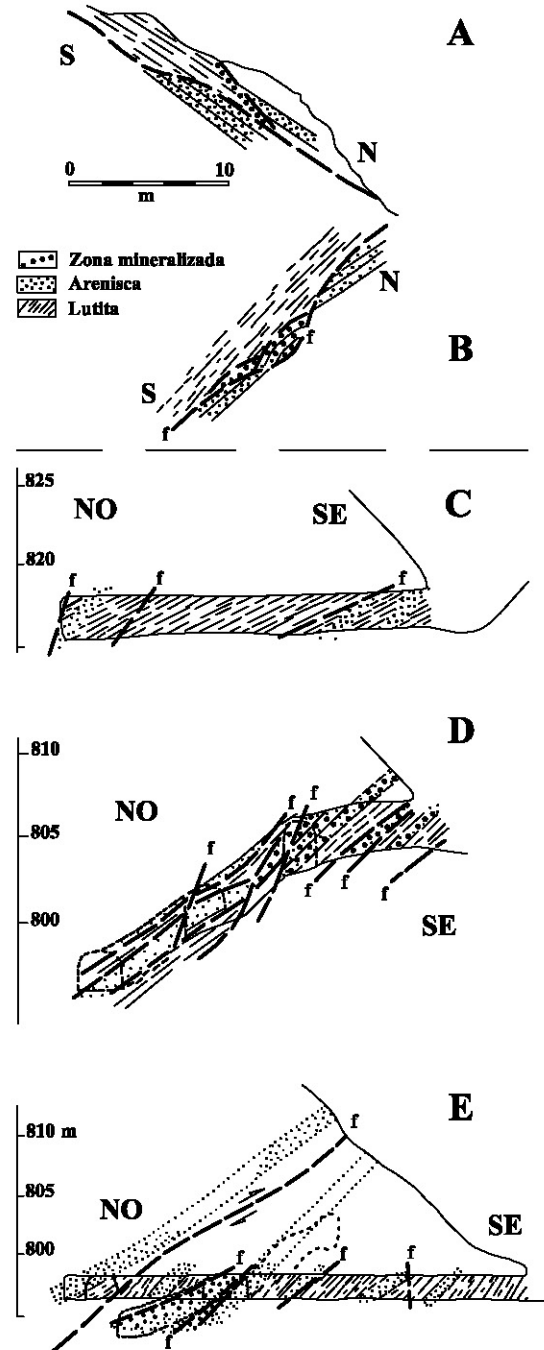 A
S
N
0 10
m
Zona mineralizada
Arenisca
Lutita
N
f
B
S
f
825
C
NO
SE
820
f f f
D
810
NO
f f
805
f
f f f
800
SE
E
810 m
f
805
NO
SE
800
f f f
f